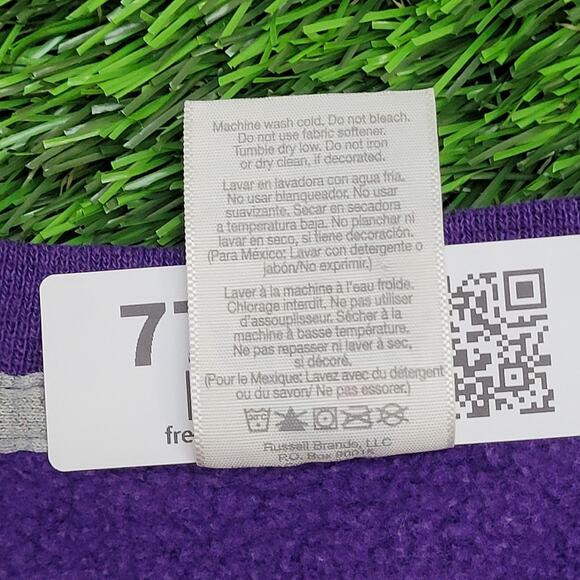 Machine wash cold. Do not bleach.
Do not use fabric softener.
Tumble dry low. Do not iron
or dry clean, if decorated.
Lavar en lavadora con agua fria.
No usar blanqueador. No usar
suavizante. Secar en secadora
a temperatura baja. No planchar ni
lavar en seco, si tiene decoración.
(Para México: Lavar con detergente o
jabón/No exprimir.)
Laver à la machine à l'eau froide.
Chlorage interdit. Ne pas utiliser
d'assouplisseur. Sécher à la
machine à basse température.
Ne pas repasser ni laver à sec,
si décoré.
(Pour le Mexique: Lavez avec du détergent
ou du savon/ Ne pas essorer.)
Russell Brands, LLC
P.O. Box 90015
7
fre